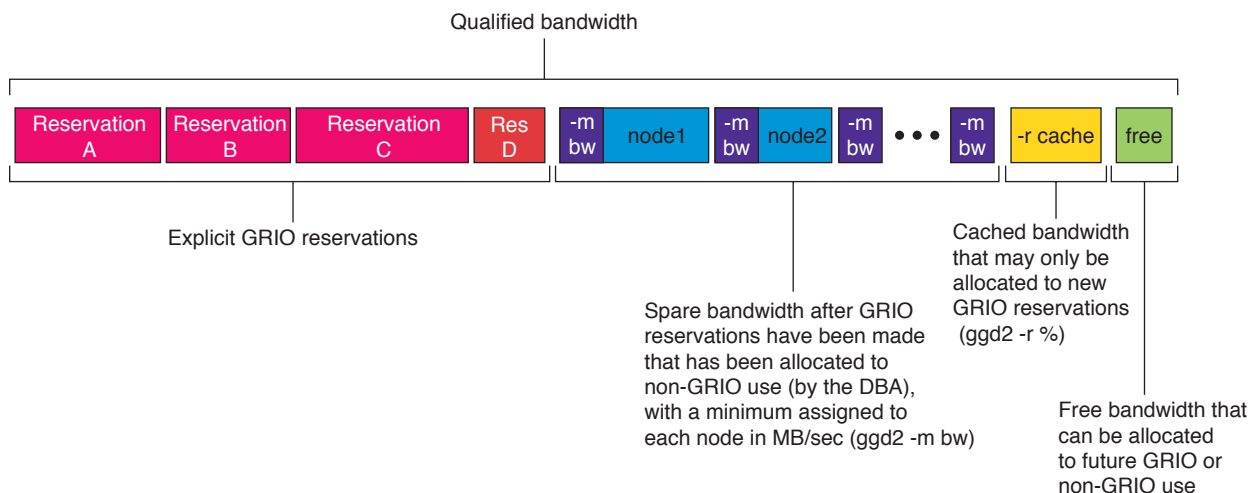 Qualified bandwidth
Reservation
A
Reservation
B
Reservation
C
Res
D
-m
bw
node1
-m
bw
node2
-m
bw
-m
bw
-r cache
free
Explicit GRIO reservations
Spare bandwidth after GRIO
reservations have been made
that has been allocated to
non-GRIO use (by the DBA),
with a minimum assigned to
each node in MB/sec (ggd2 -m bw)
Cached bandwidth
that may only be
allocated to new
GRIO reservations
(ggd2 -r %)
Free bandwidth that
can be allocated
to future GRIO or
non-GRIO use